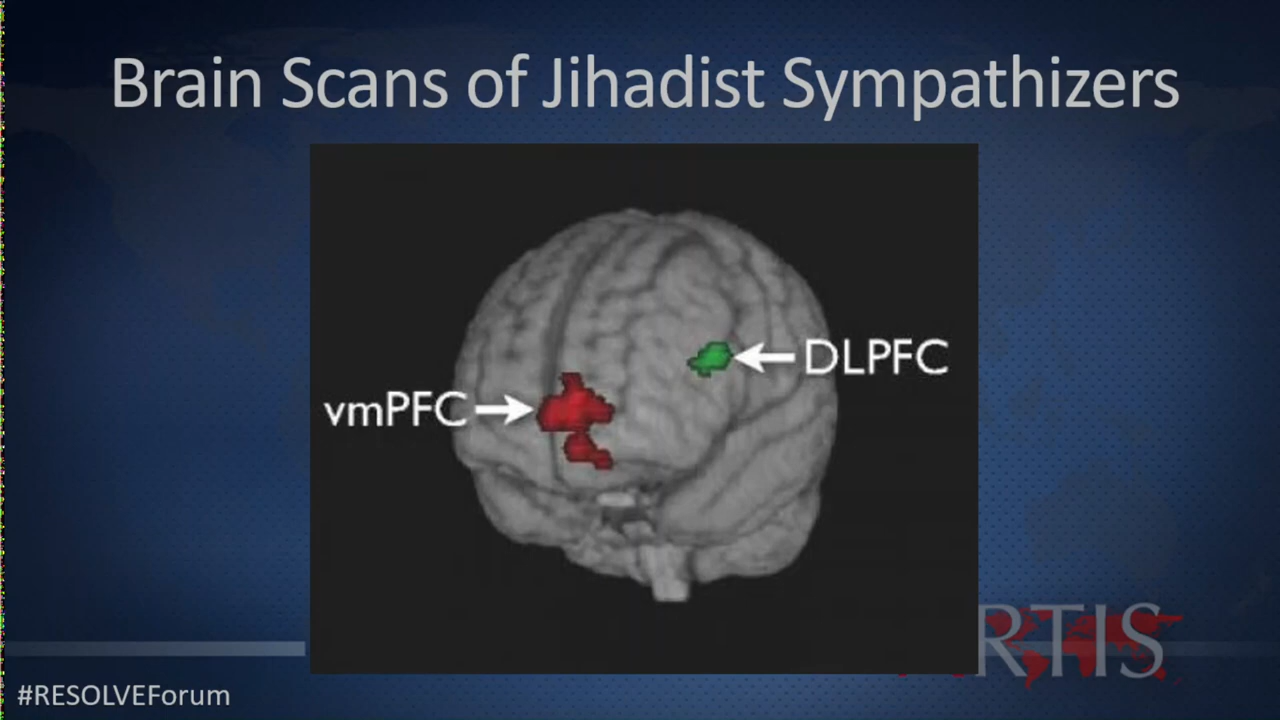 Brain Scans of Jihadist Sympathizers
DLPFC
vmPFC
RTIS
#RESOLVEForum